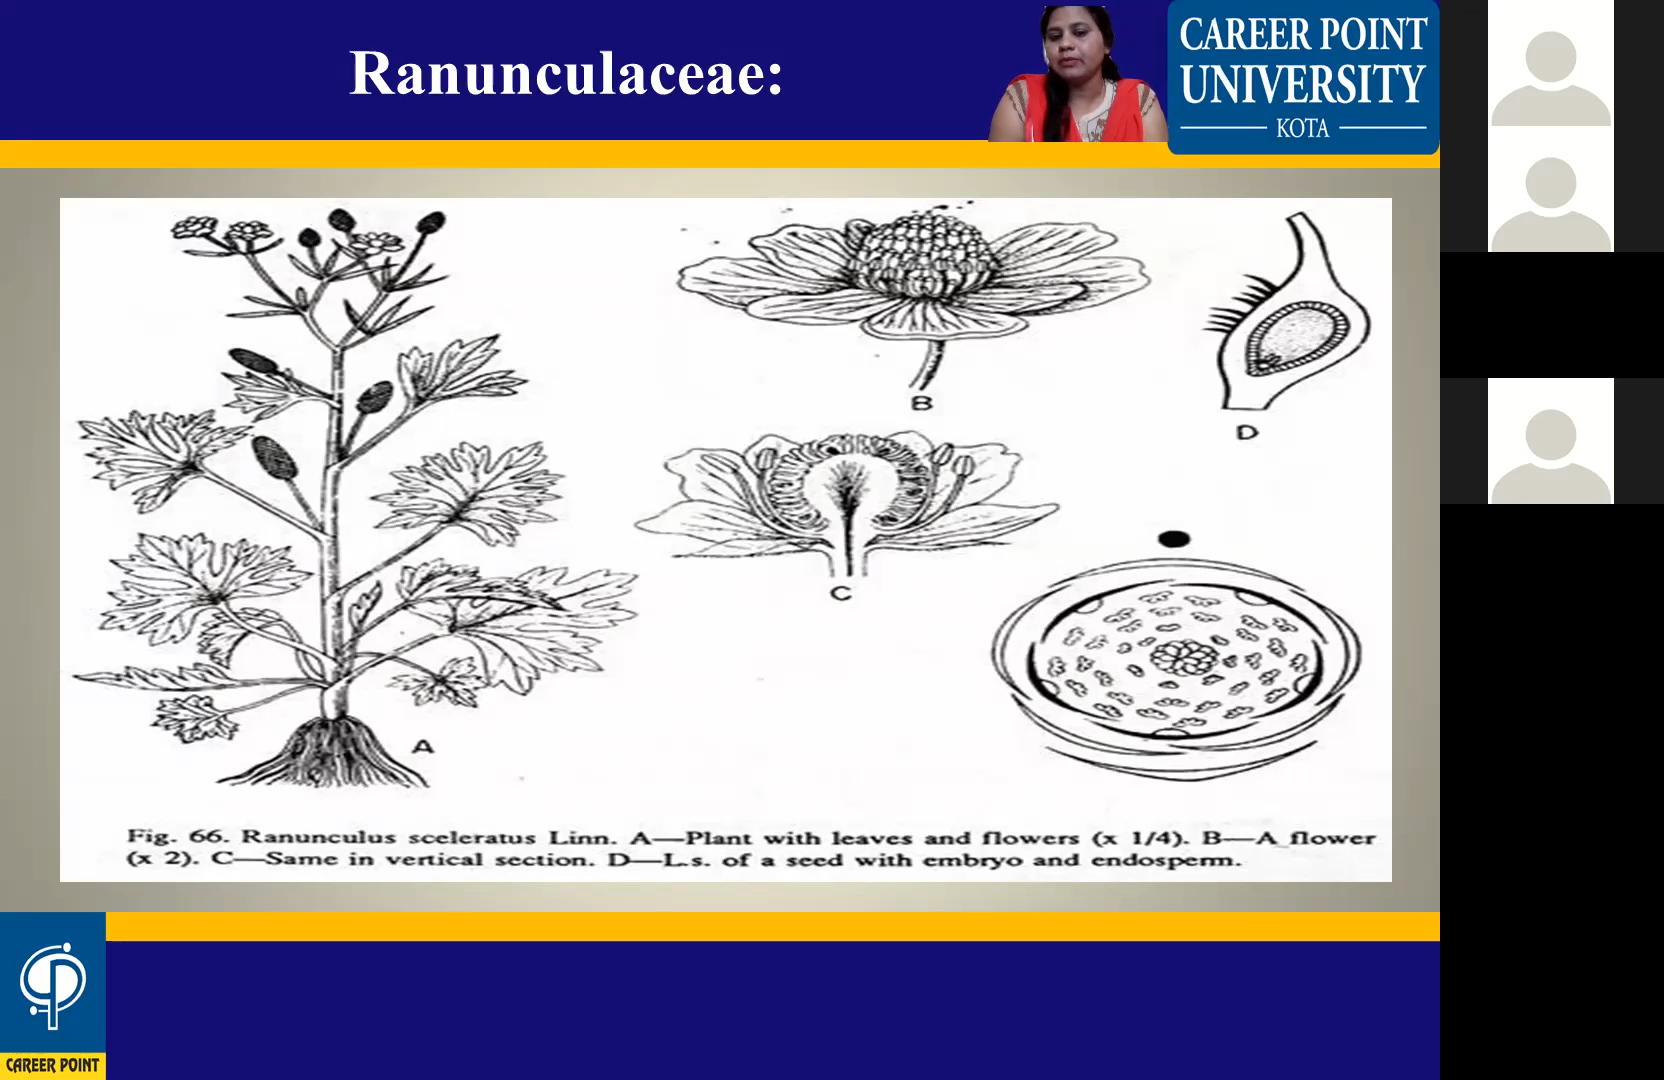 Ranunculaceae:
CAREER POINT
UNIVERSITY
KOTA
B
D
C
A
Fig. 66. Ranunculus sceleratus Linn. A—Plant with leaves and flowers (x 1/4). B—A flower
(x 2). C—Same in vertical section. D—L.s. of a seed with embryo and endosperm.
CAREER POINT